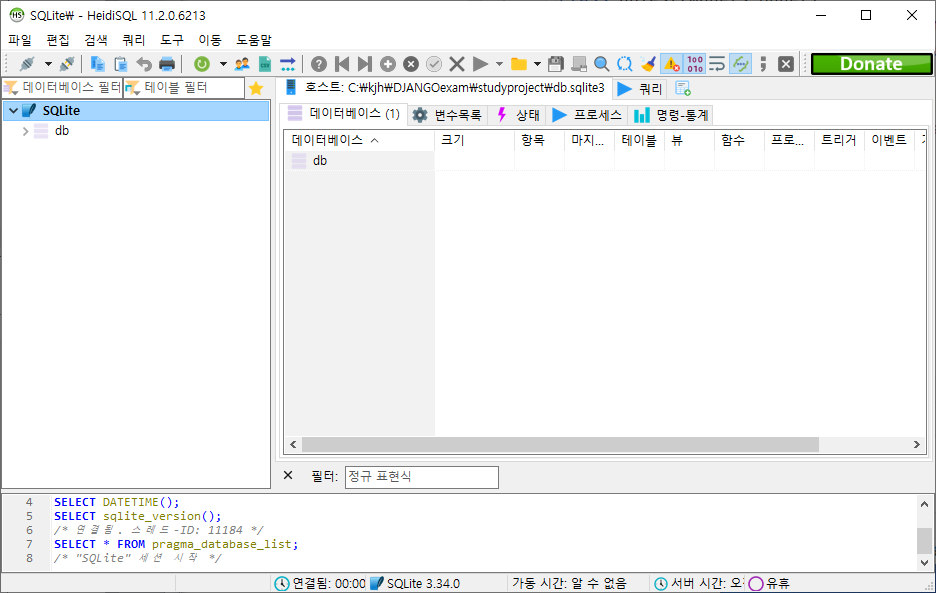 SQLite₩ - HeidiSQL 11.2.0.6213
파일 편집 검색 쿼리 도구 이동 도움말
Donate
데이터베이스 필터 테이블 필터
호스트: C:₩kjh₩DJANGOexam₩studyproject₩db.sqlite3 쿼리
SQLite
db
데이터베이스 (1) 변수목록 상태 프로세스 명령-통계
데이터베이스 크기 항목 마지... 테이블 뷰 함수 프로... 트리거 이벤트
db
필터: 정규 표현식
4 SELECT DATETIME();
5 SELECT sqlite_version();
6 /* 연결됨. 스레드-ID: 11184 */
7 SELECT * FROM pragma_database_list;
8 /* "SQLite" 세션 시작 */
연결됨: 00:00 SQLite 3.34.0 가동 시간: 알 수 없음 서버 시간: 오 유휴